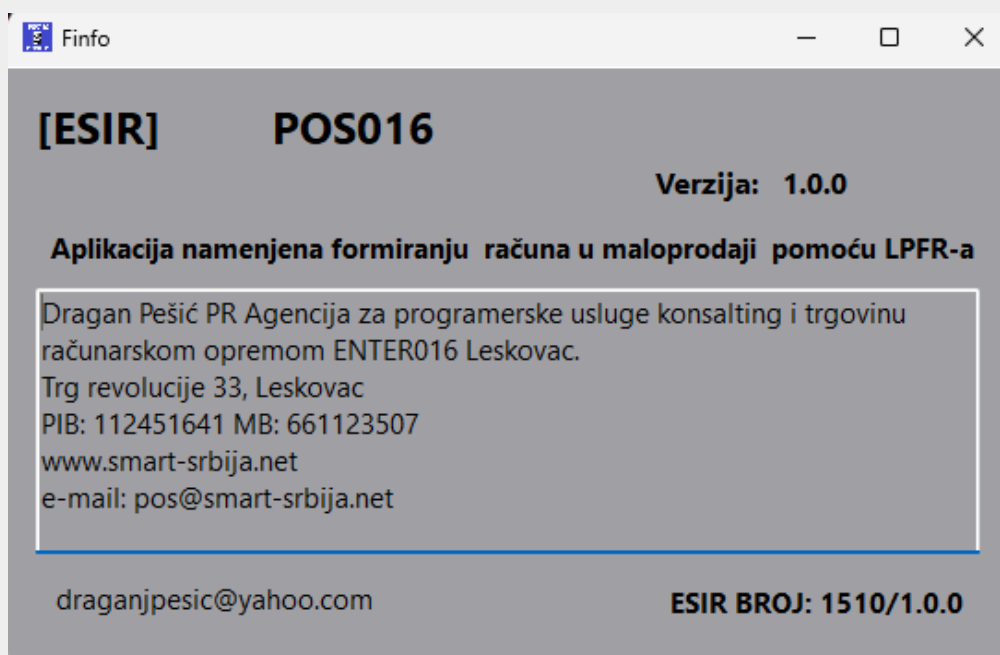 Finfo
[ESIR] POS016
Verzija: 1.0.0
Aplikacija namenjena formiranju računa u maloprodaji pomoću LPFR-a
Dragan Pešić PR Agencija za programerske usluge konsalting i trgovinu
računarskom opremom ENTER016 Leskovac.
Trg revolucije 33, Leskovac
PIB: 112451641 MB: 661123507
www.smart-srbija.net
e-mail: pos@smart-srbija.net
draganjpesic@yahoo.com ESIR BROJ: 1510/1.0.0